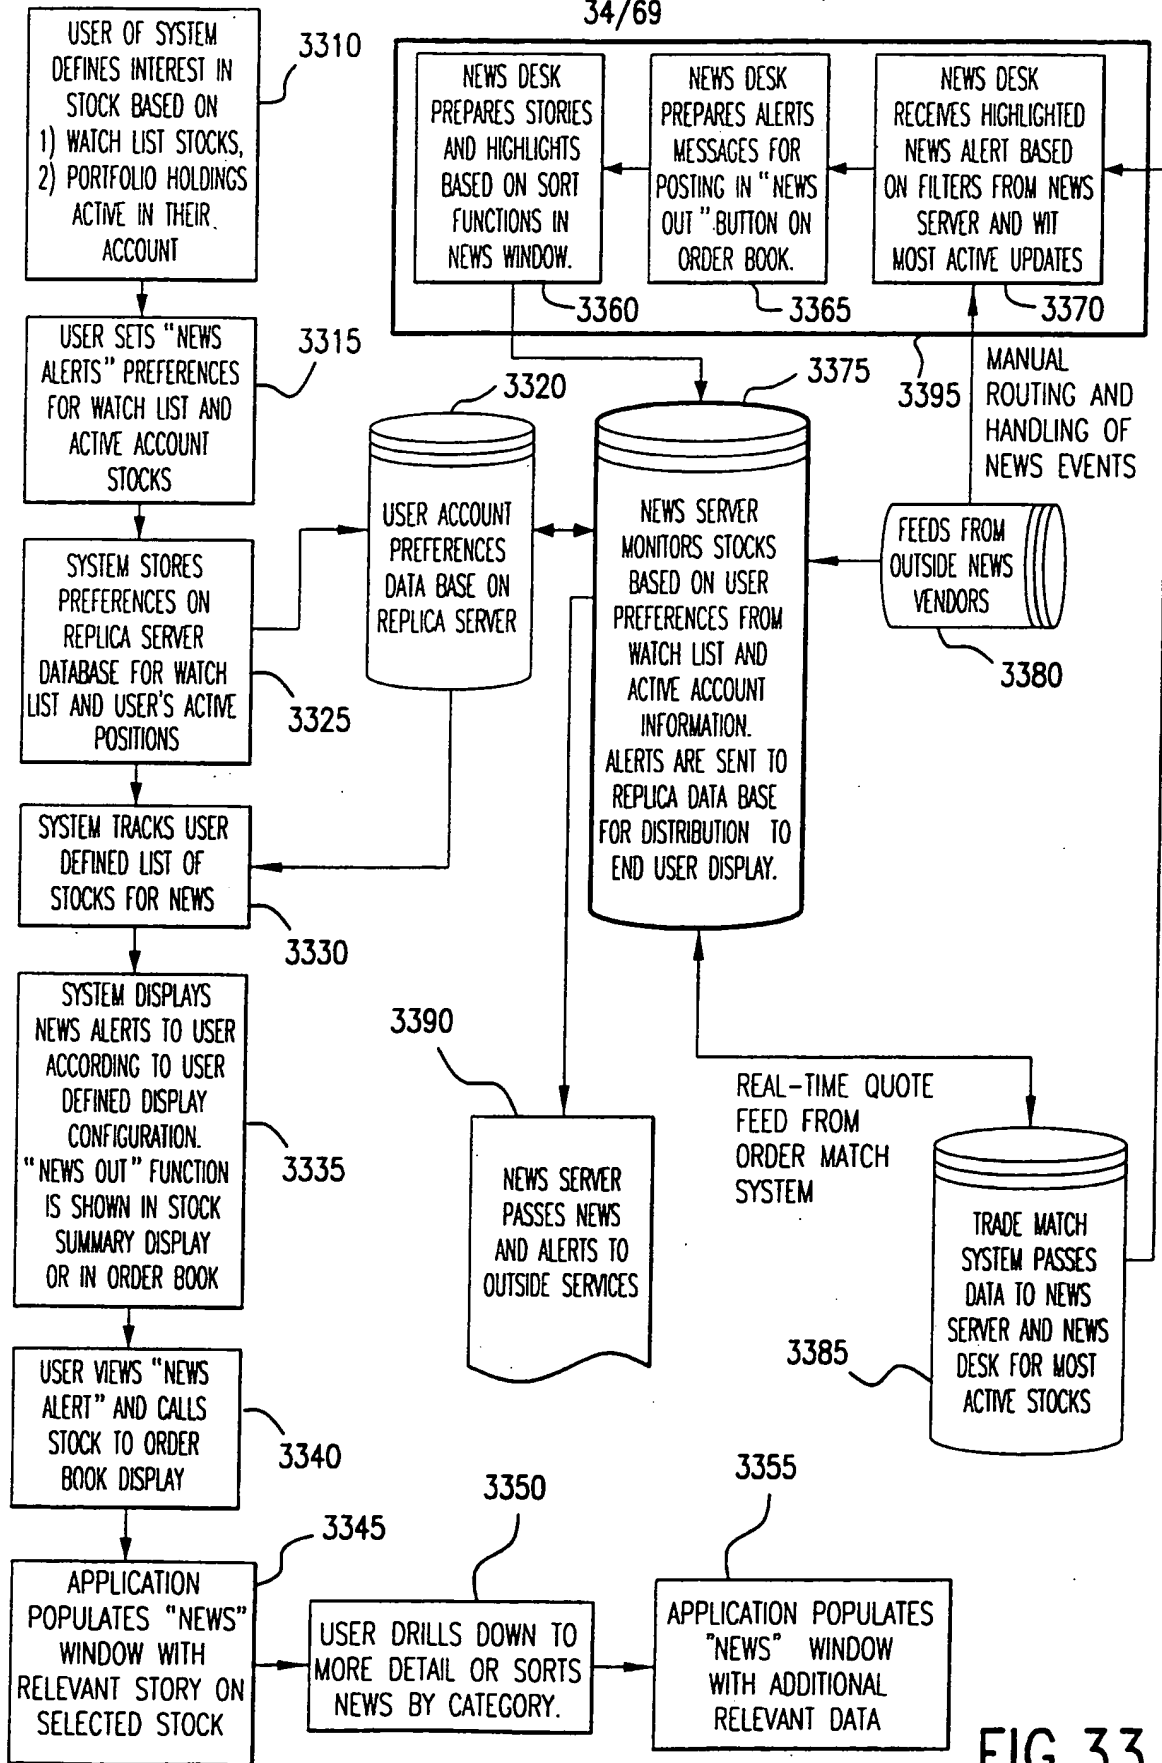 34/69
USER OF SYSTEM
DEFINES INTEREST IN
STOCK BASED ON
1) WATCH LIST STOCKS,
2) PORTFOLIO HOLDINGS
ACTIVE IN THEIR
ACCOUNT
3310
USER SETS "NEWS
ALERTS" PREFERENCES
FOR WATCH LIST AND
ACTIVE ACCOUNT
STOCKS
3315
SYSTEM STORES
PREFERENCES ON
REPLICA SERVER
DATABASE FOR WATCH
LIST AND USER'S ACTIVE
POSITIONS
3325
SYSTEM TRACKS USER
DEFINED LIST OF
STOCKS FOR NEWS
3330
SYSTEM DISPLAYS
NEWS ALERTS TO USER
ACCORDING TO USER
DEFINED DISPLAY
CONFIGURATION.
"NEWS OUT" FUNCTION
IS SHOWN IN STOCK
SUMMARY DISPLAY
OR IN ORDER BOOK
3335
USER VIEWS "NEWS
ALERT" AND CALLS
STOCK TO ORDER
BOOK DISPLAY
3340
APPLICATION
POPULATES "NEWS"
WINDOW WITH
RELEVANT STORY ON
SELECTED STOCK
3345
USER DRILLS DOWN TO
MORE DETAIL OR SORTS
NEWS BY CATEGORY.
3350
APPLICATION POPULATES
"NEWS" WINDOW
WITH ADDITIONAL
RELEVANT DATA
3355
NEWS DESK
PREPARES STORIES
AND HIGHLIGHTS
BASED ON SORT
FUNCTIONS IN
NEWS WINDOW.
3360
NEWS DESK
PREPARES ALERTS
MESSAGES FOR
POSTING IN "NEWS
OUT" BUTTON ON
ORDER BOOK.
3365
NEWS DESK
RECEIVES HIGHLIGHTED
NEWS ALERT BASED
ON FILTERS FROM NEWS
SERVER AND WIT
MOST ACTIVE UPDATES
3370
3395
MANUAL
ROUTING AND
HANDLING OF
NEWS EVENTS
3320
USER ACCOUNT
PREFERENCES
DATA BASE ON
REPLICA SERVER
3375
NEWS SERVER
MONITORS STOCKS
BASED ON USER
PREFERENCES FROM
WATCH LIST AND
ACTIVE ACCOUNT
INFORMATION.
ALERTS ARE SENT TO
REPLICA DATA BASE
FOR DISTRIBUTION TO
END USER DISPLAY.
FEEDS FROM
OUTSIDE NEWS
VENDORS
3380
3390
NEWS SERVER
PASSES NEWS
AND ALERTS TO
OUTSIDE SERVICES
REAL-TIME QUOTE
FEED FROM
ORDER MATCH
SYSTEM
TRADE MATCH
SYSTEM PASSES
DATA TO NEWS
SERVER AND NEWS
DESK FOR MOST
ACTIVE STOCKS
3385
FIG.33